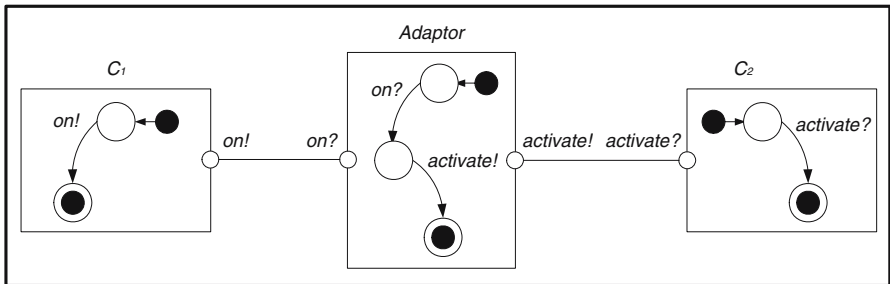 Adaptor
C₁
C₂
on!
on?
activate?
on!
on?
activate!
activate!
activate?